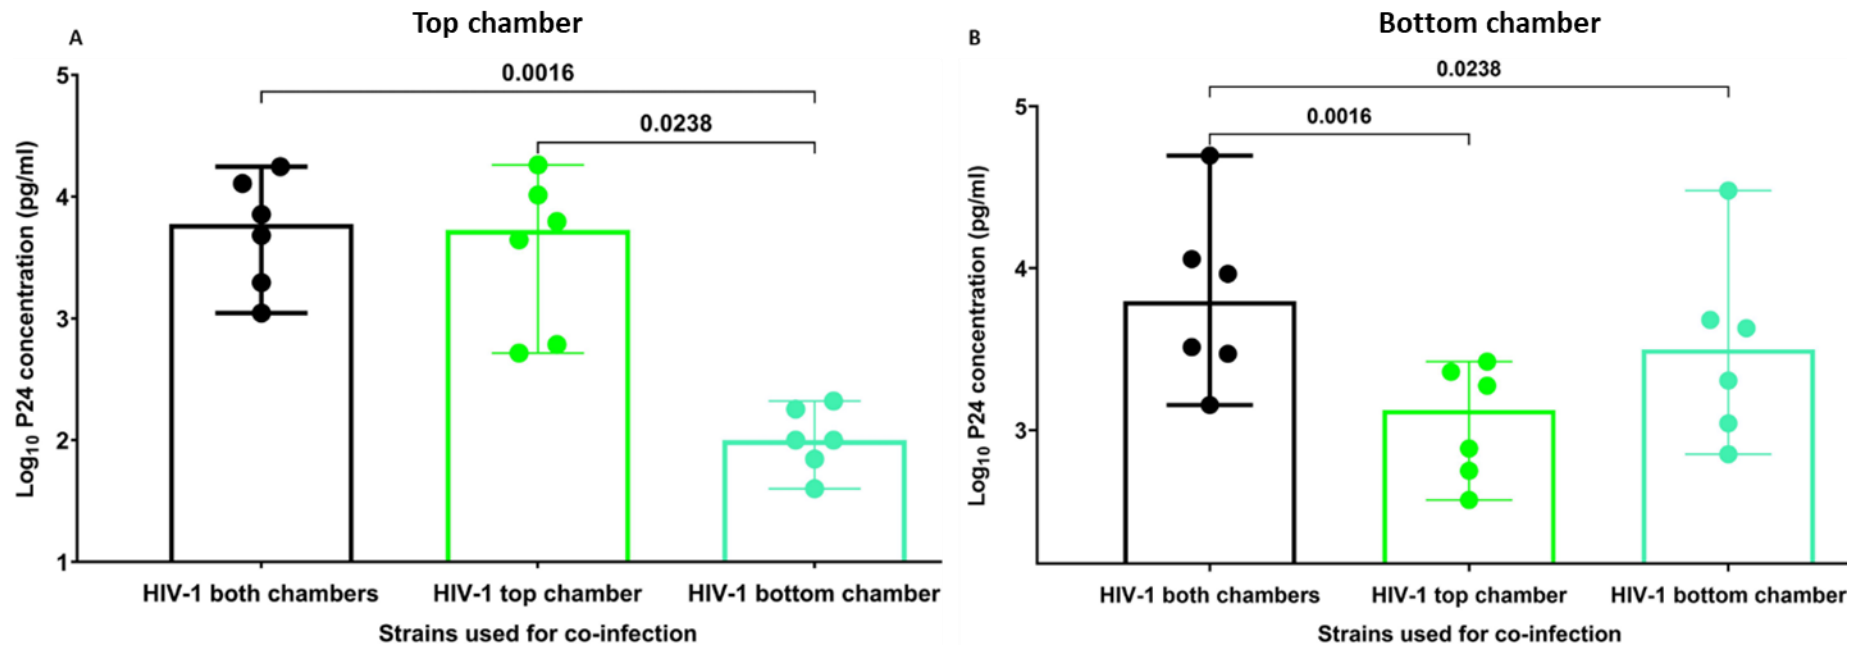 Top chamber
A
0.0016
0.0238
5
4
3
2
1
Log10 P24 concentration (pg/ml)
HIV-1 both chambers
HIV-1 top chamber
HIV-1 bottom chamber
Strains used for co-infection
Bottom chamber
B
0.0238
0.0016
5
4
3
Log10 P24 concentration (pg/ml)
HIV-1 both chambers
HIV-1 top chamber
HIV-1 bottom chamber
Strains used for co-infection